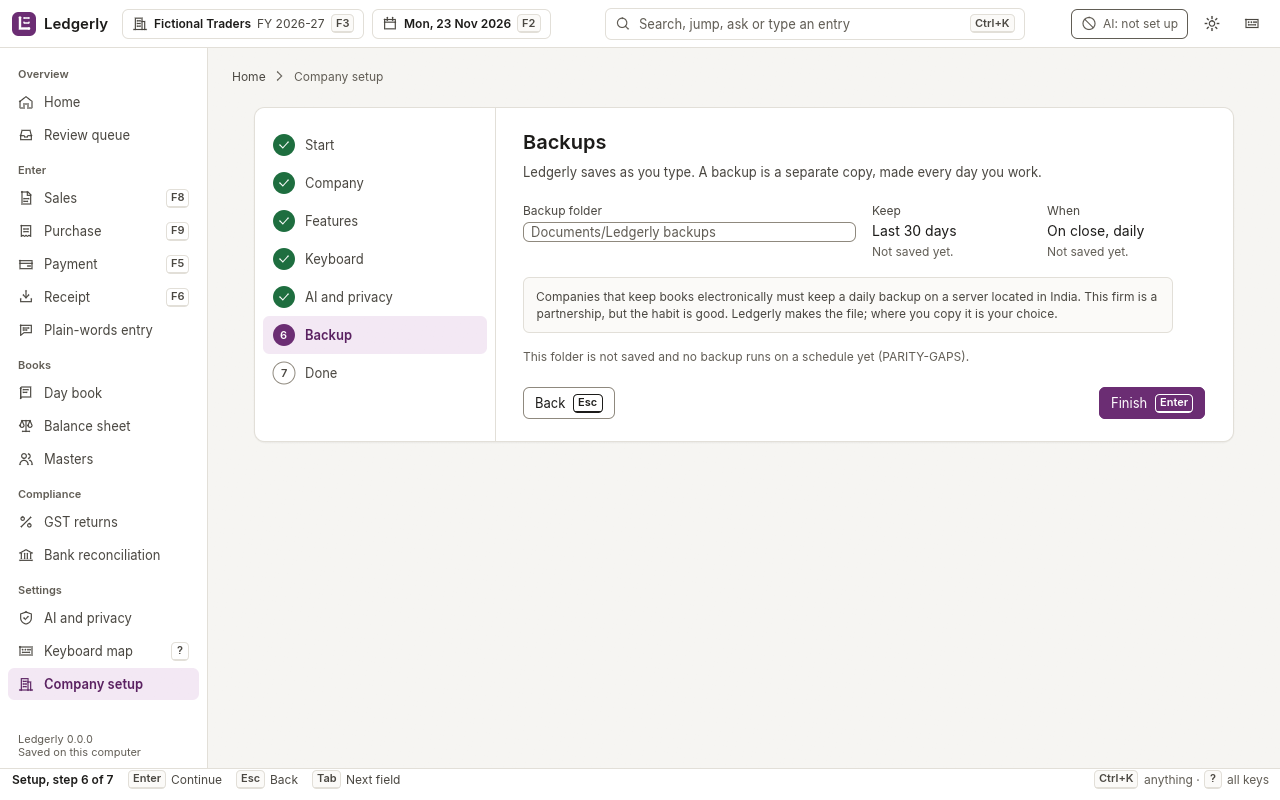 Ledgerly
Fictional Traders FY 2026-27 F3
Mon, 23 Nov 2026 F2
Search, jump, ask or type an entry Ctrl+K
AI: not set up
Overview
Home
Review queue
Enter
Sales F8
Purchase F9
Payment F5
Receipt F6
Plain-words entry
Books
Day book
Balance sheet
Masters
Compliance
GST returns
Bank reconciliation
Settings
AI and privacy
Keyboard map ?
Company setup
Ledgerly 0.0.0
Saved on this computer
Home > Company setup
Start
Company
Features
Keyboard
AI and privacy
6 Backup
7 Done
Backups
Ledgerly saves as you type. A backup is a separate copy, made every day you work.
Backup folder
Documents/Ledgerly backups
Keep
Last 30 days
Not saved yet.
When
On close, daily
Not saved yet.
Companies that keep books electronically must keep a daily backup on a server located in India. This firm is a
partnership, but the habit is good. Ledgerly makes the file; where you copy it is your choice.
This folder is not saved and no backup runs on a schedule yet (PARITY-GAPS).
Back Esc
Finish Enter
Setup, step 6 of 7 Enter Continue Esc Back Tab Next field
Ctrl+K anything · ? all keys